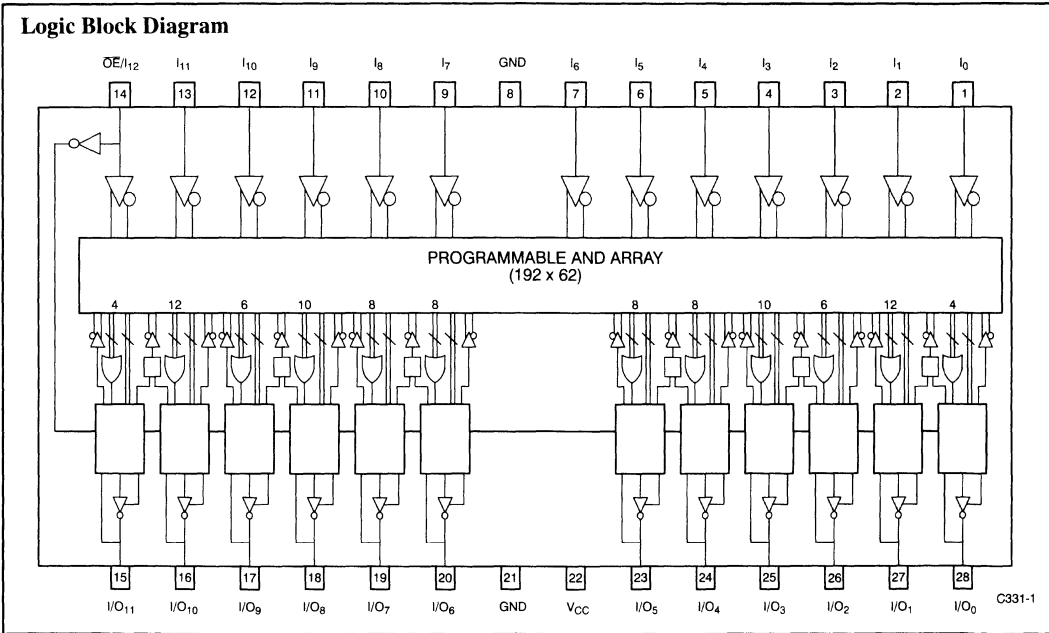 Logic Block Diagram
OE/I12 I11 I10 I9 I8 I7 GND I6 I5 I4 I3 I2 I1 I0
14 13 12 11 10 9 8 7 6 5 4 3 2 1
PROGRAMMABLE AND ARRAY
(192 x 62)
4 12 6 10 8 8 8 8 10 6 12 4
15 16 17 18 19 20 21 22 23 24 25 26 27 28
I/O11 I/O10 I/O9 I/O8 I/O7 I/O6 GND VCC I/O5 I/O4 I/O3 I/O2 I/O1 I/O0
C331-1